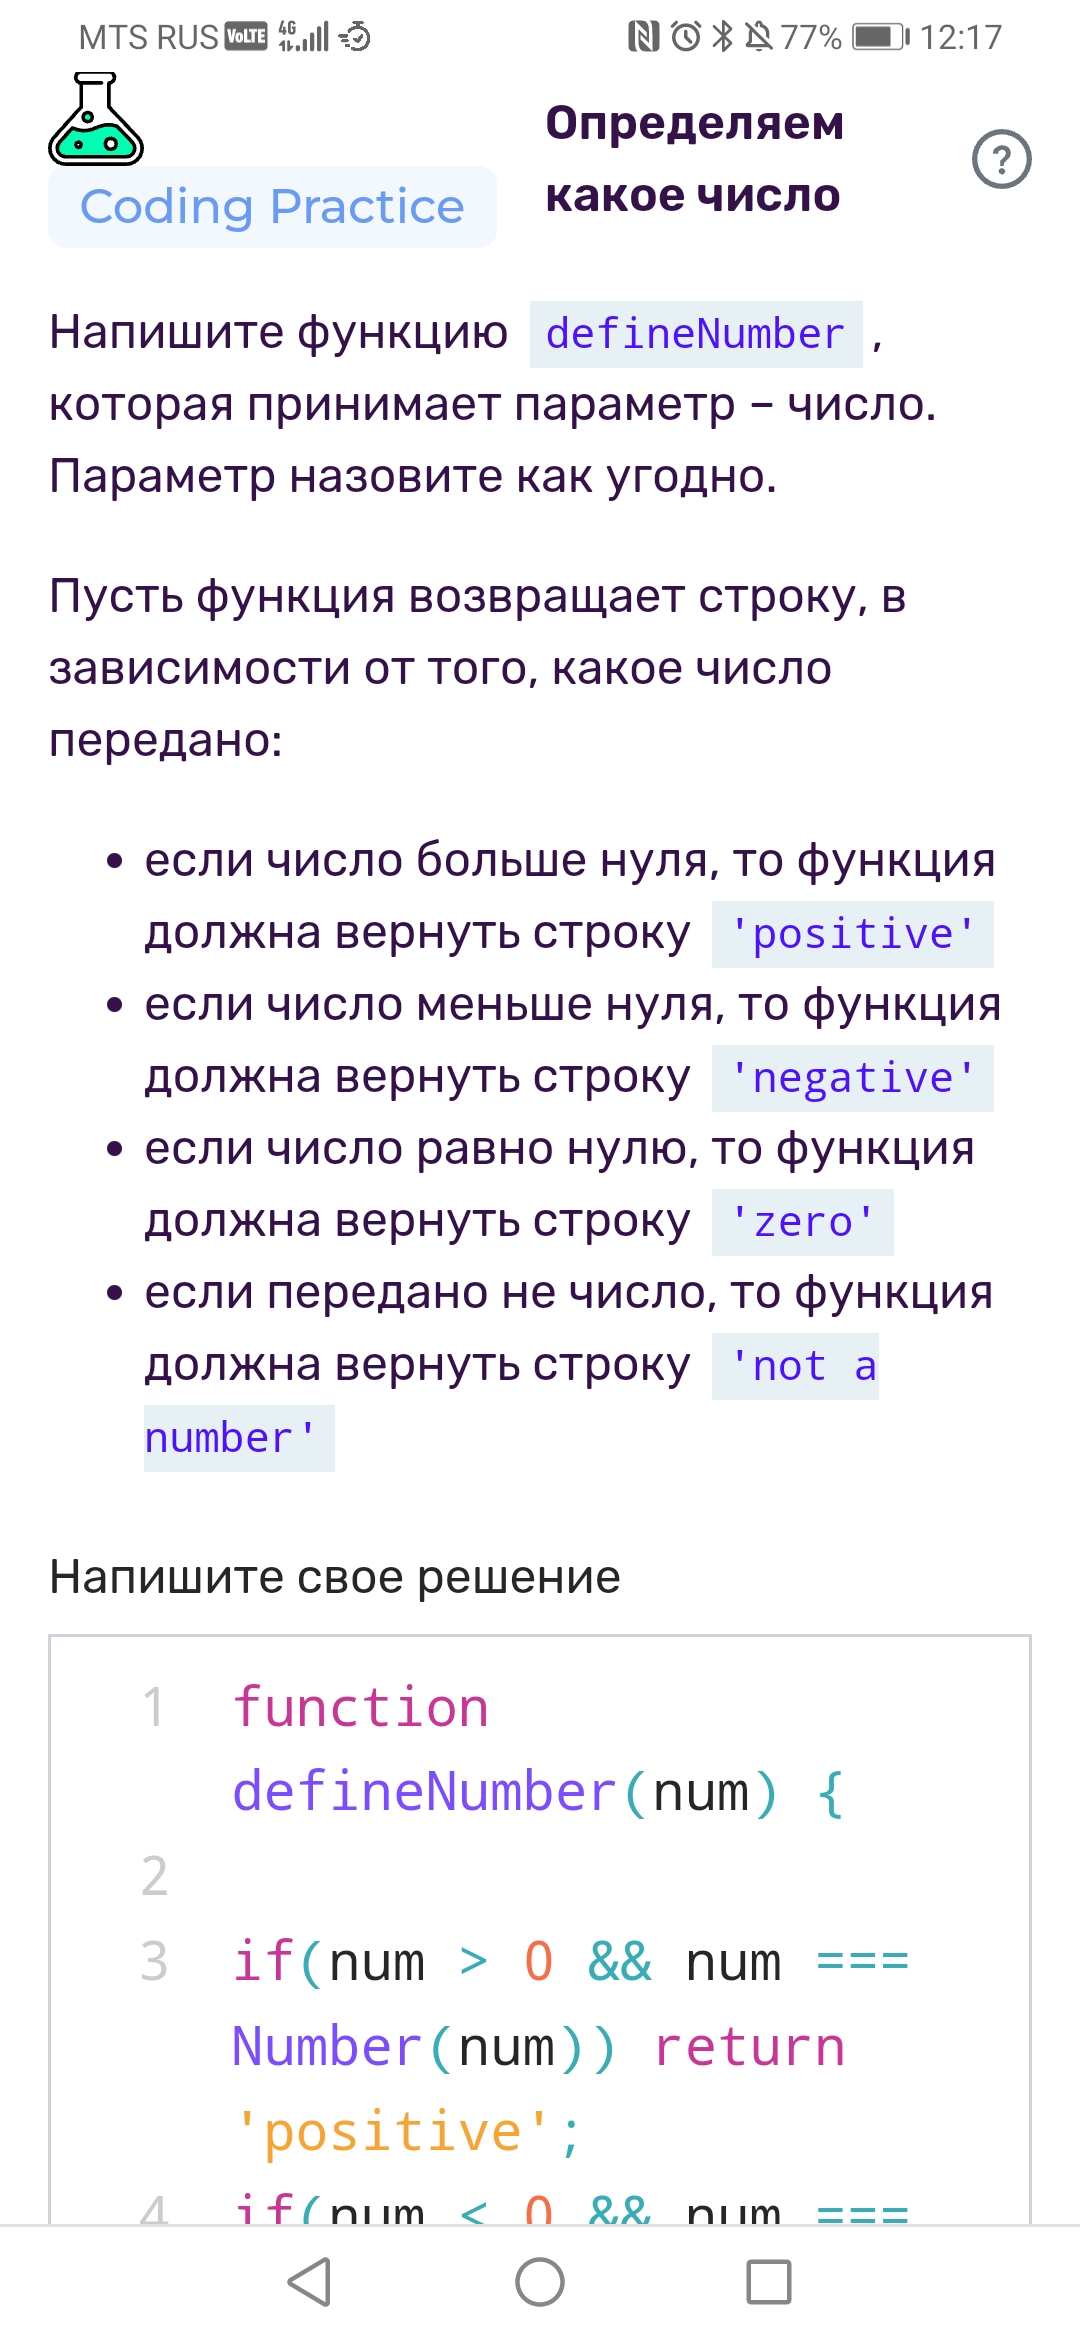 MTS RUS VoLTE 4G 77% 12:17
Определяем
какое число
?
Coding Practice
Напишите функцию defineNumber ,
которая принимает параметр – число.
Параметр назовите как угодно.
Пусть функция возвращает строку, в
зависимости от того, какое число
передано:
• если число больше нуля, то функция
должна вернуть строку 'positive'
• если число меньше нуля, то функция
должна вернуть строку 'negative'
• если число равно нулю, то функция
должна вернуть строку 'zero'
• если передано не число, то функция
должна вернуть строку 'not a
number'
Напишите свое решение
1 function
defineNumber(num) {
2
3 if(num > 0 && num ===
Number(num)) return
'positive';
4 if(num < 0 && num ===